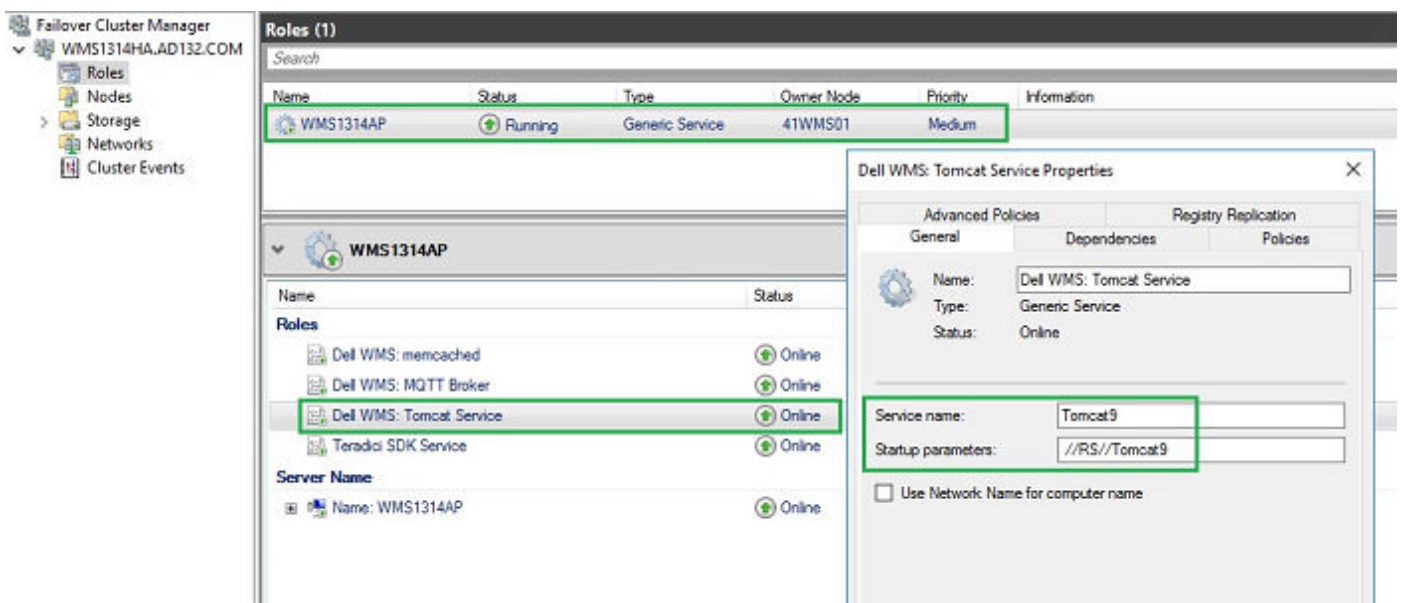 Failover Cluster Manager
WMS1314HA.AD132.COM
Roles
Nodes
Storage
Networks
Cluster Events
Roles (1)
Search
Name Status Type Owner Node Priority Information
WMS1314AP Running Generic Service 41WMS01 Medium
WMS1314AP
Name Status
Roles
Dell WMS: memcached Online
Dell WMS: MQTT Broker Online
Dell WMS: Tomcat Service Online
Teradici SDK Service Online
Server Name
Name: WMS1314AP Online
Dell WMS: Tomcat Service Properties
Advanced Policies Registry Replication
General Dependencies Policies
Name: Dell WMS: Tomcat Service
Type: Generic Service
Status: Online
Service name: Tomcat9
Startup parameters: //RS//Tomcat9
Use Network Name for computer name